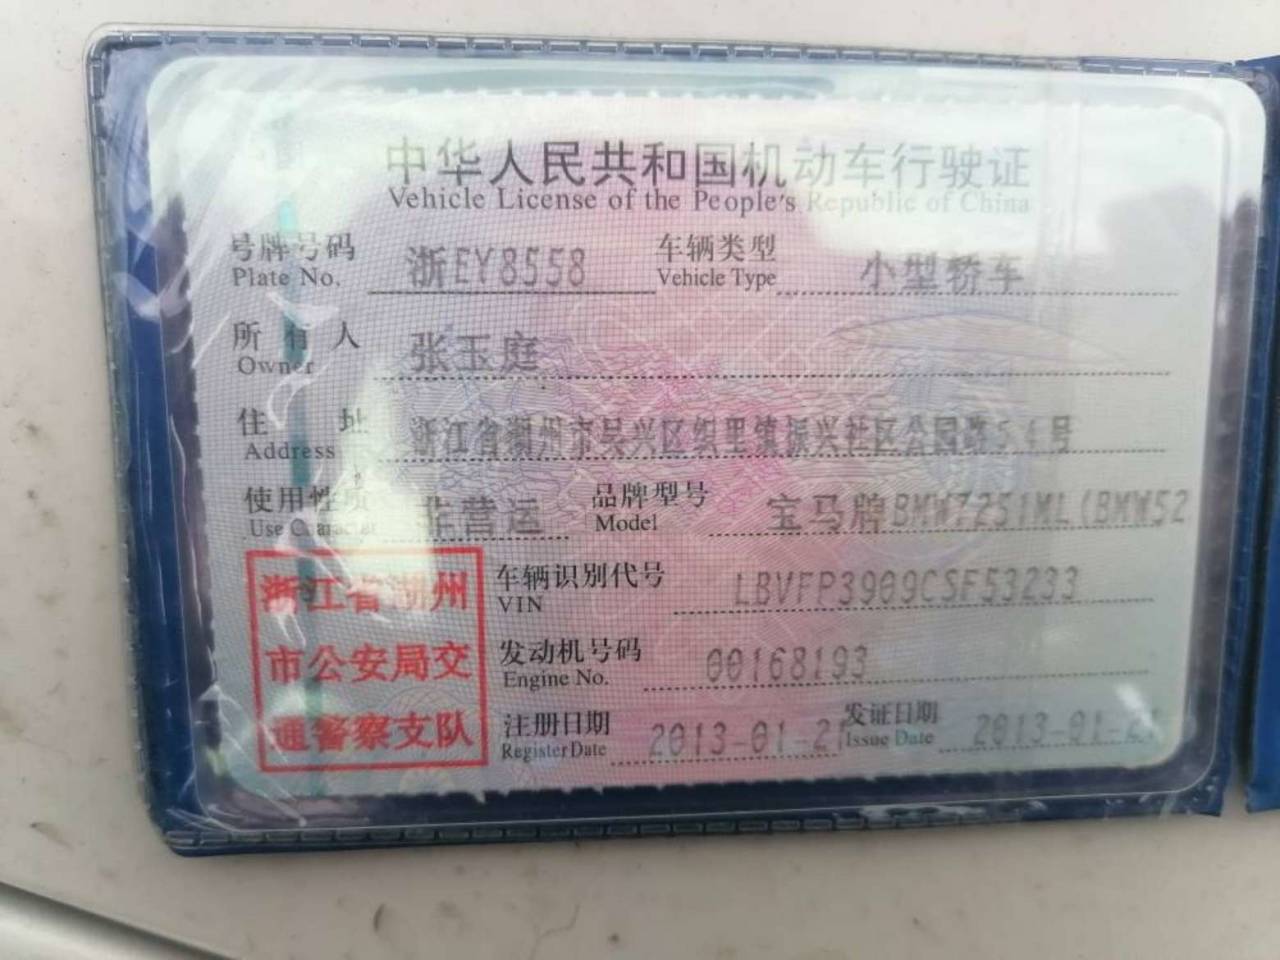 中华人民共和国机动车行驶证
Vehicle License of the People's Republic of China
号牌号码 浙EY8558 车辆类型 小型轿车
Plate No. Vehicle Type
所有人 张玉庭
Owner
住址 浙江省湖州市吴兴区织里镇振兴社区公园路54号
Address
使用性质 非营运 品牌型号 宝马牌BMW7251ML(BMW52
Use Character Model
浙江省湖州 车辆识别代号 LBVFP3909CSF53233
VIN
市公安局交 发动机号码 00168193
Engine No.
通警察支队 注册日期 2013-01-21 发证日期 2013-01-21
Register Date Issue Date